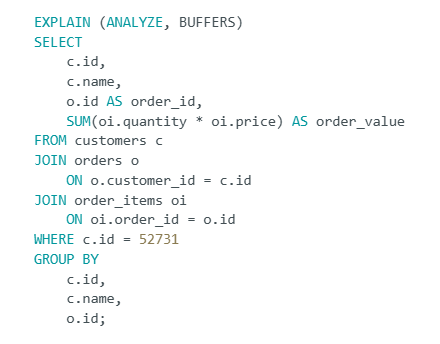 EXPLAIN (ANALYZE, BUFFERS)
SELECT
    c.id,
    c.name,
    o.id AS order_id,
    SUM(oi.quantity * oi.price) AS order_value
FROM customers c
JOIN orders o
    ON o.customer_id = c.id
JOIN order_items oi
    ON oi.order_id = o.id
WHERE c.id = 52731
GROUP BY
    c.id,
    c.name,
    o.id;